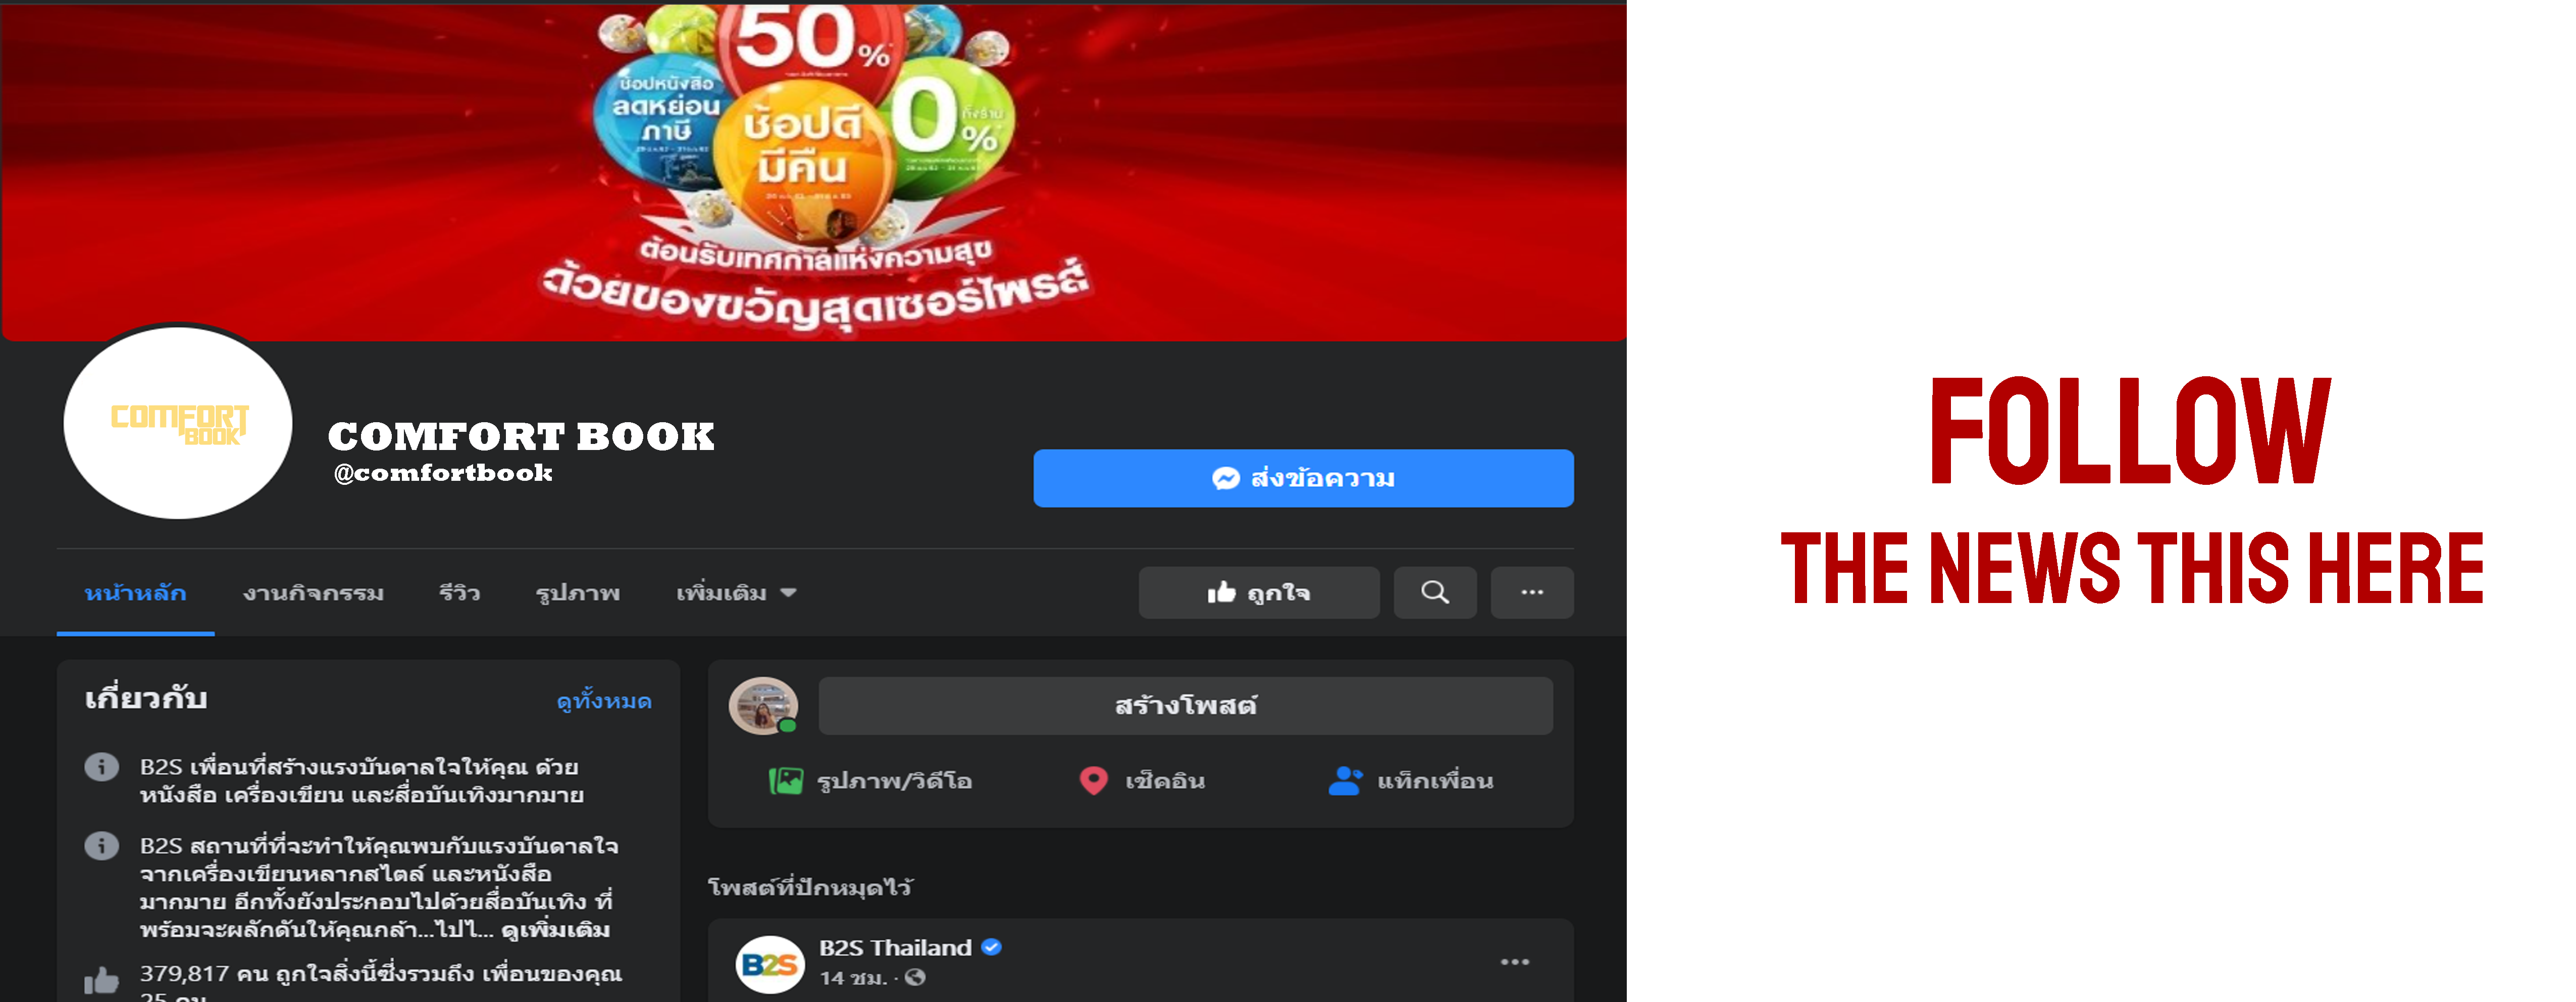 50%
ช้อปหนังสือ
ลดหย่อน
ภาษี
ช้อปดี
มีคืน
0%
ทั้งร้าน
ต้อนรับเทศกาลแห่งความสุข
ด้วยของขวัญสุดเซอร์ไพรส์
COMFORT
BOOK
COMFORT BOOK
@comfortbook
ส่งข้อความ
หน้าหลัก งานกิจกรรม รีวิว รูปภาพ เพิ่มเติม ถูกใจ
เกี่ยวกับ ดูทั้งหมด
B2S เพื่อนที่สร้างแรงบันดาลใจให้คุณ ด้วย
หนังสือ เครื่องเขียน และสื่อบันเทิงมากมาย
B2S สถานที่ที่จะทำให้คุณพบกับแรงบันดาลใจ
จากเครื่องเขียนหลากสไตล์ และหนังสือ
มากมาย อีกทั้งยังประกอบไปด้วยสื่อบันเทิง ที่
พร้อมจะผลักดันให้คุณกล้า...ไปไ... ดูเพิ่มเติม
379,817 คน ถูกใจสิ่งนี้ซึ่งรวมถึง เพื่อนของคุณ
25 คน
สร้างโพสต์
รูปภาพ/วิดีโอ เช็คอิน แท็กเพื่อน
โพสต์ที่ปักหมุดไว้
B2S
B2S Thailand
14 ชม. ·
FOLLOW
THE NEWS THIS HERE